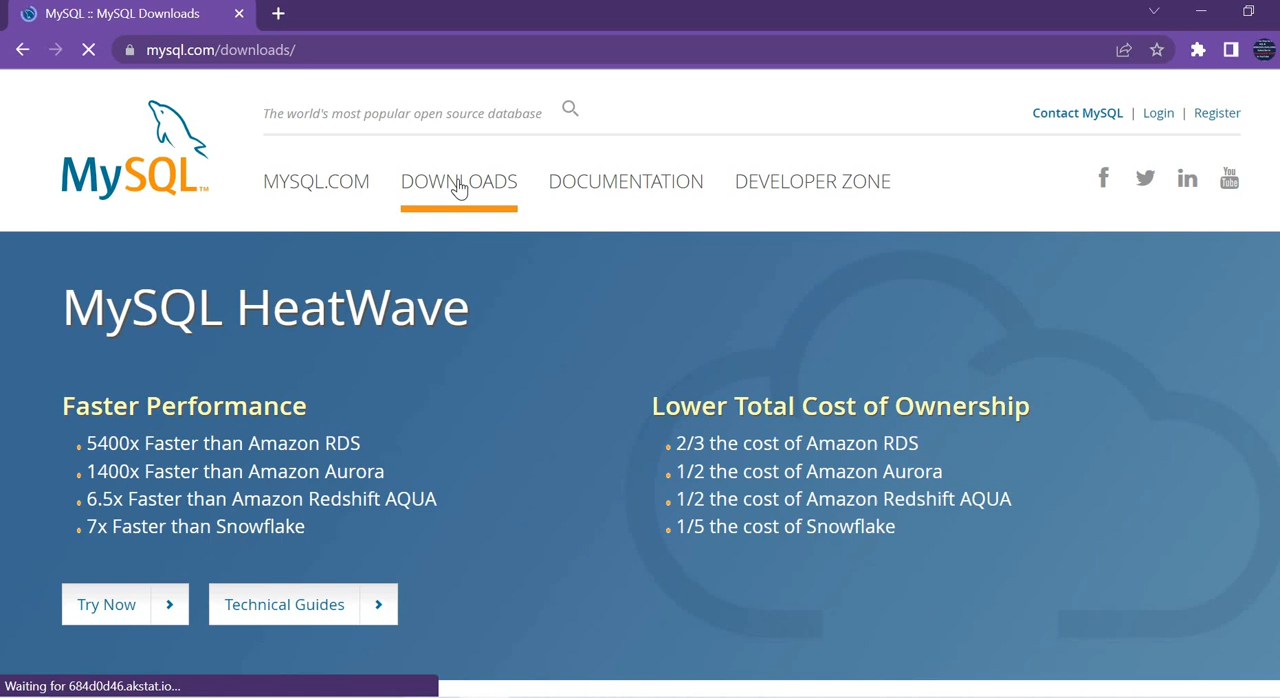 MySQL :: MySQL Downloads
mysql.com/downloads/
MySQL™
The world's most popular open source database
Contact MySQL | Login | Register
MYSQL.COM DOWNLOADS DOCUMENTATION DEVELOPER ZONE
You
Tube
MySQL HeatWave
Faster Performance
5400x Faster than Amazon RDS
1400x Faster than Amazon Aurora
6.5x Faster than Amazon Redshift AQUA
7x Faster than Snowflake
Lower Total Cost of Ownership
2/3 the cost of Amazon RDS
1/2 the cost of Amazon Aurora
1/2 the cost of Amazon Redshift AQUA
1/5 the cost of Snowflake
Try Now
Technical Guides
Waiting for 684d0d46.akstat.io...